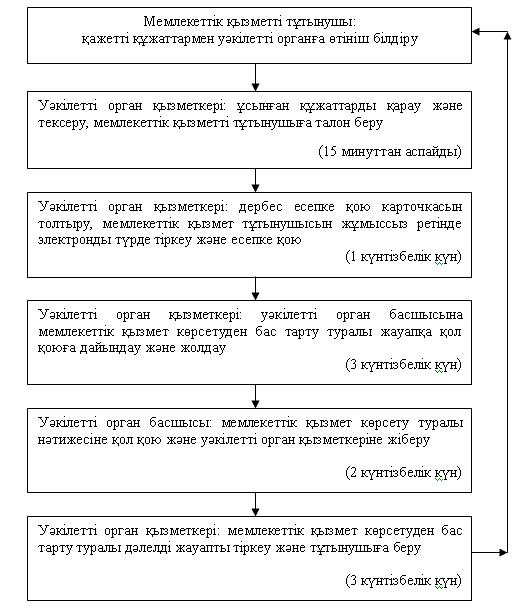 Мемлекеттік қызметті тұтынушы:
қажетті құжаттармен уәкілетті органға өтініш білдіру
Уәкілетті орган қызметкері: ұсынған құжаттарды қарау және
тексеру, мемлекеттік қызметті тұтынушыға талон беру
(15 минуттан аспайды)
Уәкілетті орган қызметкері: дербес есепке қою карточкасын
толтыру, мемлекеттік қызмет тұтынушысын жұмыссыз ретінде
электронды түрде тіркеу және есепке қою
(1 күнтізбелік күн)
Уәкілетті орган қызметкері: уәкілетті орган басшысына
мемлекеттік қызмет көрсетуден бас тарту туралы жауапқа қол
қоюға дайындау және жолдау
(3 күнтізбелік күн)
Уәкілетті орган басшысы: мемлекеттік қызмет көрсету туралы
нәтижесіне қол қою және уәкілетті орган қызметкеріне жіберу
(2 күнтізбелік күн)
Уәкілетті орган қызметкері: мемлекеттік қызмет көрсетуден бас
тарту туралы дәлелді жауапты тіркеу және тұтынушыға беру
(3 күнтізбелік күн)